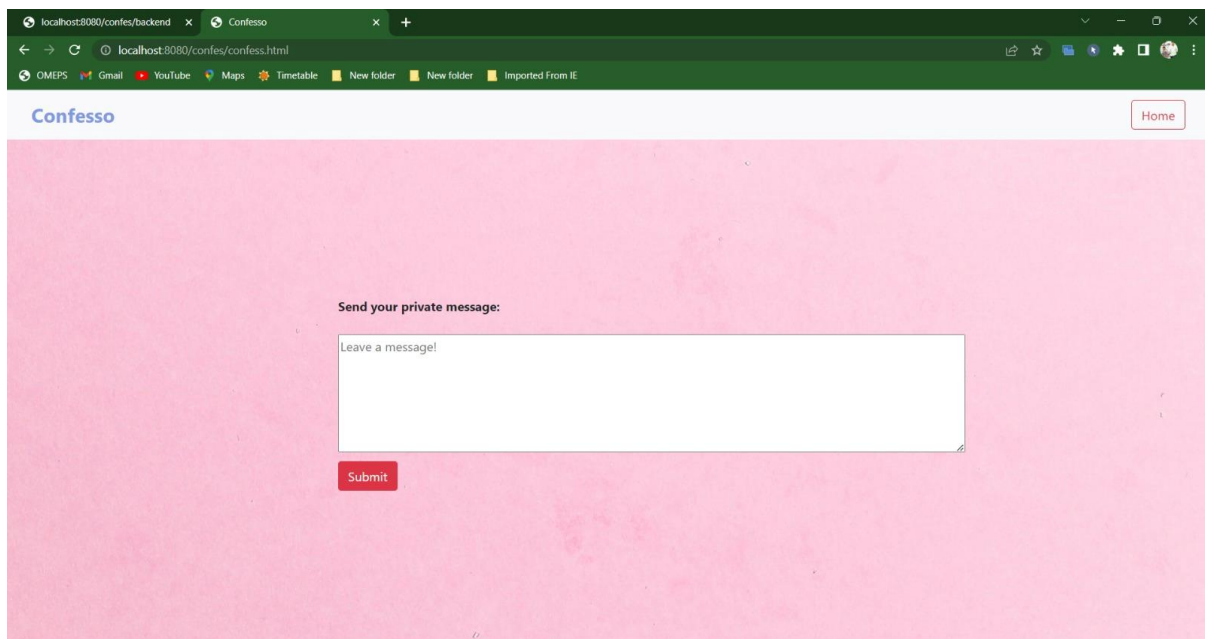 localhost:8080/confes/backend
Confesso
localhost:8080/confes/confess.html
OMEPS Gmail YouTube Maps Timetable New folder New folder Imported From IE
Confesso Home
Send your private message:
Leave a message!
Submit